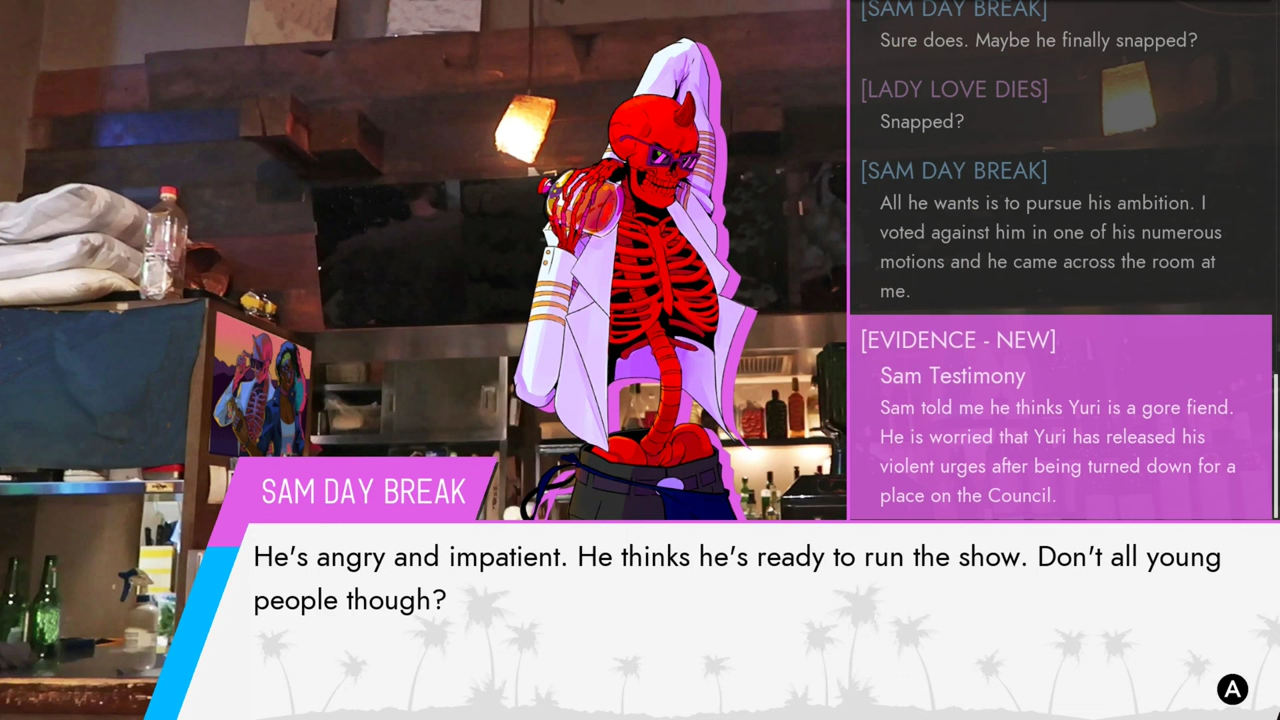 [SAM DAY BREAK]
Sure does. Maybe he finally snapped?
[LADY LOVE DIES]
Snapped?
[SAM DAY BREAK]
All he wants is to pursue his ambition. I
voted against him in one of his numerous
motions and he came across the room at
me.
[EVIDENCE - NEW]
Sam Testimony
Sam told me he thinks Yuri is a gore fiend.
He is worried that Yuri has released his
violent urges after being turned down for a
place on the Council.
SAM DAY BREAK
He's angry and impatient. He thinks he's ready to run the show. Don't all young
people though?
A